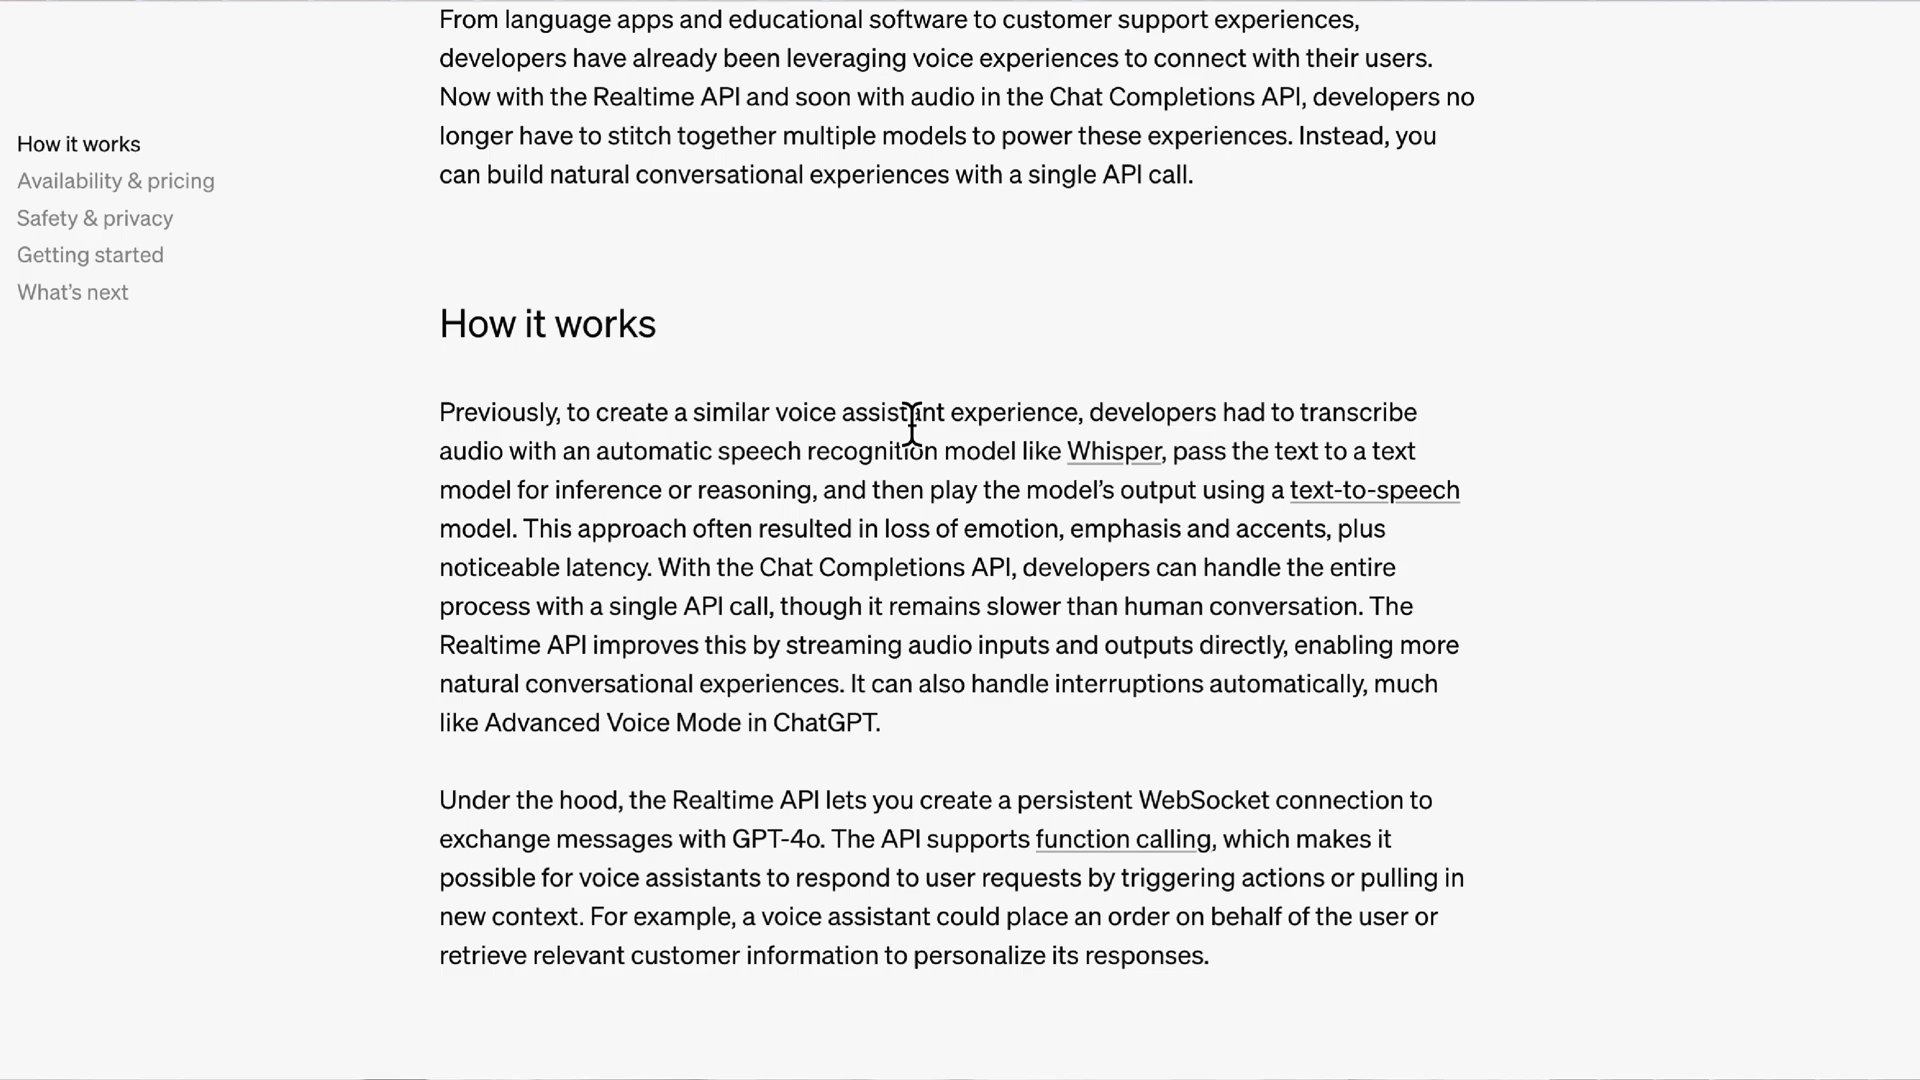 From language apps and educational software to customer support experiences,
developers have already been leveraging voice experiences to connect with their users.
Now with the Realtime API and soon with audio in the Chat Completions API, developers no
longer have to stitch together multiple models to power these experiences. Instead, you
can build natural conversational experiences with a single API call.
How it works
Availability & pricing
Safety & privacy
Getting started
What's next
How it works
Previously, to create a similar voice assistant experience, developers had to transcribe
audio with an automatic speech recognition model like Whisper, pass the text to a text
model for inference or reasoning, and then play the model's output using a text-to-speech
model. This approach often resulted in loss of emotion, emphasis and accents, plus
noticeable latency. With the Chat Completions API, developers can handle the entire
process with a single API call, though it remains slower than human conversation. The
Realtime API improves this by streaming audio inputs and outputs directly, enabling more
natural conversational experiences. It can also handle interruptions automatically, much
like Advanced Voice Mode in ChatGPT.
Under the hood, the Realtime API lets you create a persistent WebSocket connection to
exchange messages with GPT-4o. The API supports function calling, which makes it
possible for voice assistants to respond to user requests by triggering actions or pulling in
new context. For example, a voice assistant could place an order on behalf of the user or
retrieve relevant customer information to personalize its responses.